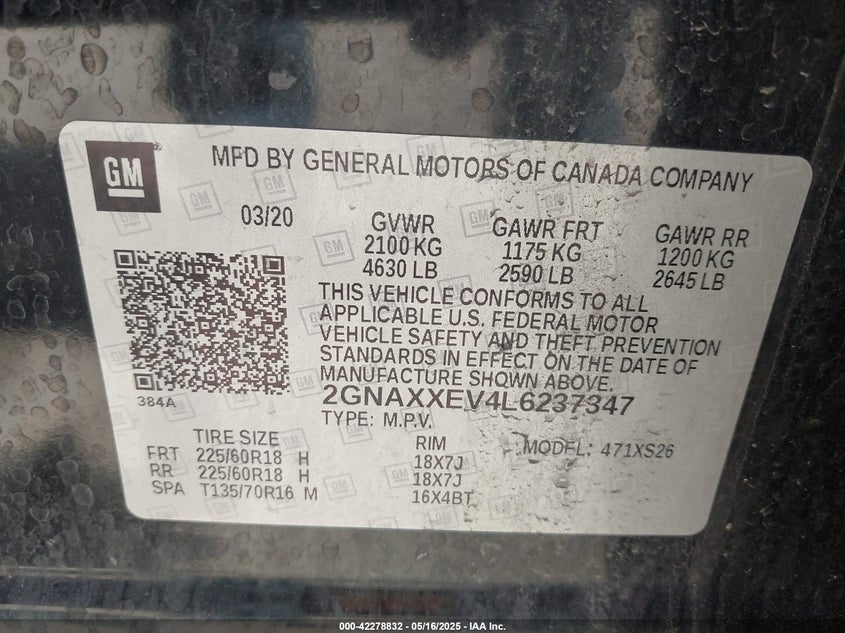 GM
MFD BY GENERAL MOTORS OF CANADA COMPANY
03/20
GVWR
2100 KG
4630 LB
GAWR FRT
1175 KG
2590 LB
GAWR RR
1200 KG
2645 LB
THIS VEHICLE CONFORMS TO ALL
APPLICABLE U.S. FEDERAL MOTOR
VEHICLE SAFETY AND THEFT PREVENTION
STANDARDS IN EFFECT ON THE DATE OF
MANUFACTURE SHOWN ABOVE.
384A
2GNAXXEV4L6237347
TYPE: M.P.V.
MODEL: 471XS26
TIRE SIZE RIM
FRT 225/60R18 H 18X7J
RR 225/60R18 H 18X7J
SPA T135/70R16 M 16X4BT
000-42278832 - 05/16/2025 - IAA Inc.